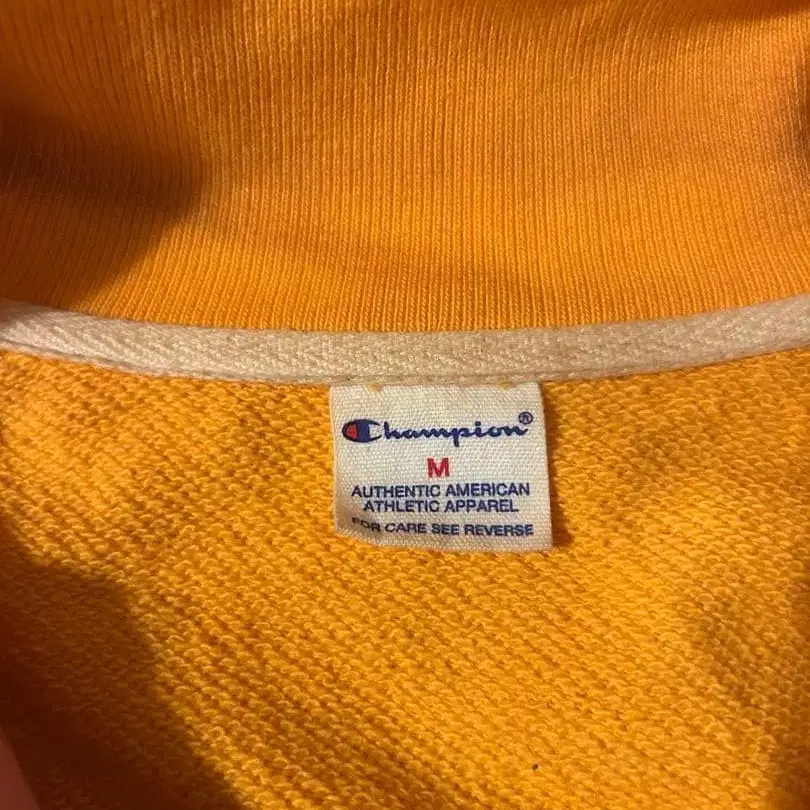 Champion®
M
AUTHENTIC AMERICAN
ATHLETIC APPAREL
FOR CARE SEE REVERSE